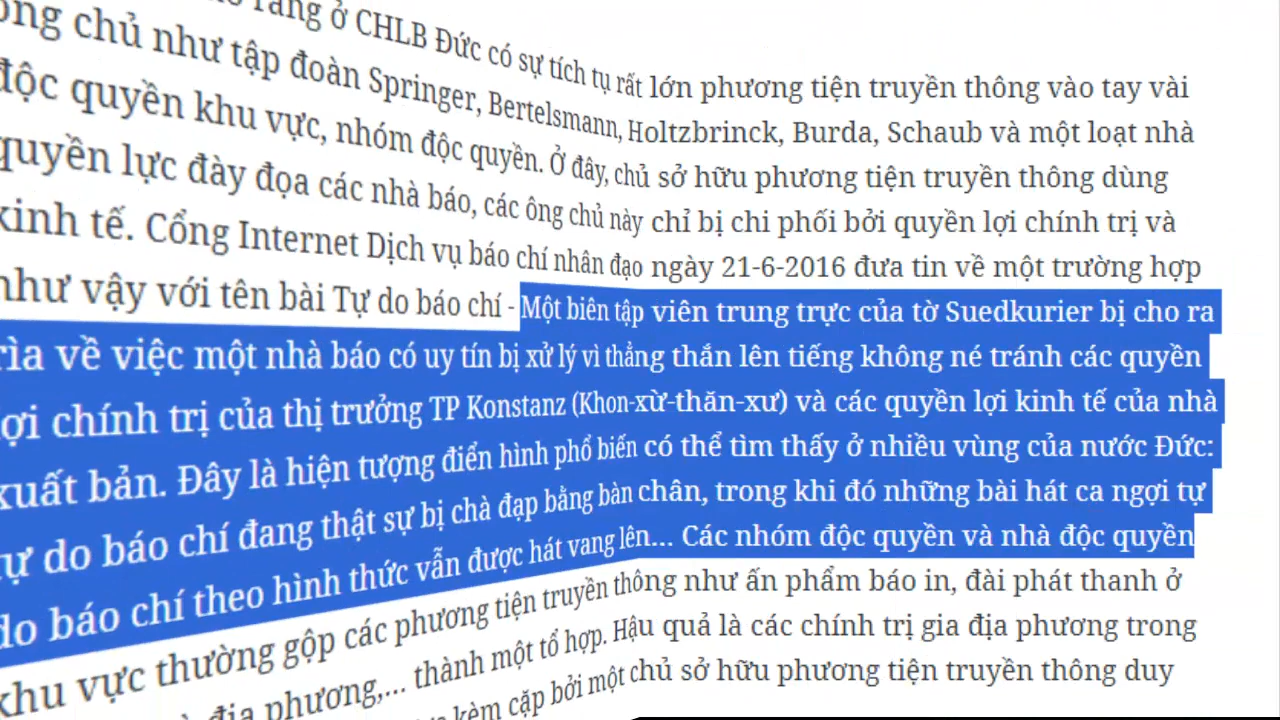 ràng ở CHLB Đức có sự tích tụ rất lớn phương tiện truyền thông vào tay vài
ông chủ như tập đoàn Springer, Bertelsmann, Holtzbrinck, Burda, Schaub và một loạt nhà
độc quyền khu vực, nhóm độc quyền. Ở đây, chủ sở hữu phương tiện truyền thông dùng
quyền lực đày đọa các nhà báo, các ông chủ này chỉ bị chi phối bởi quyền lợi chính trị và
kinh tế. Cổng Internet Dịch vụ báo chí nhân đạo ngày 21-6-2016 đưa tin về một trường hợp
như vậy với tên bài Tự do báo chí - Một biên tập viên trung trực của tờ Suedkurier bị cho ra
rìa về việc một nhà báo có uy tín bị xử lý vì thẳng thắn lên tiếng không né tránh các quyền
lợi chính trị của thị trưởng TP Konstanz (Khon-xừ-thăn-xư) và các quyền lợi kinh tế của nhà
xuất bản. Đây là hiện tượng điển hình phổ biến có thể tìm thấy ở nhiều vùng của nước Đức:
tự do báo chí đang thật sự bị chà đạp bằng bàn chân, trong khi đó những bài hát ca ngợi tự
do báo chí theo hình thức vẫn được hát vang lên... Các nhóm độc quyền và nhà độc quyền
khu vực thường gộp các phương tiện truyền thông như ấn phẩm báo in, đài phát thanh ở
địa phương,... thành một tổ hợp. Hậu quả là các chính trị gia địa phương trong
kèm cặp bởi một chủ sở hữu phương tiện truyền thông duy